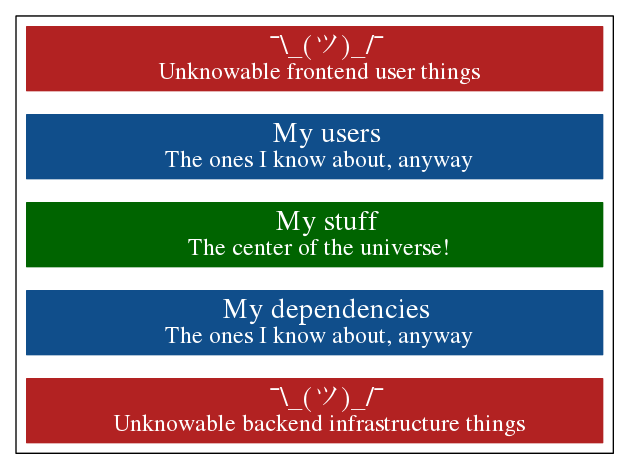 ¯\_(ツ)_/¯
Unknowable frontend user things
My users
The ones I know about, anyway
My stuff
The center of the universe!
My dependencies
The ones I know about, anyway
¯\_(ツ)_/¯
Unknowable backend infrastructure things